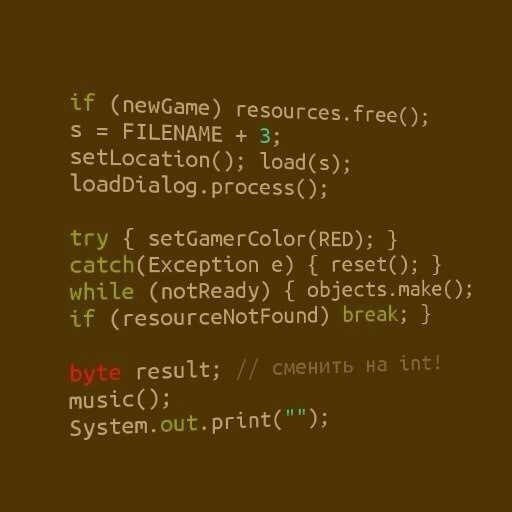 if (newGame) resources.free();
s = FILENAME + 3;
setLocation(); load(s);
loadDialog.process();
try { setGamerColor(RED); }
catch(Exception e) { reset(); }
while (notReady) { objects.make();
if (resourceNotFound) break; }
byte result; // сменить на int!
music();
System.out.print("");